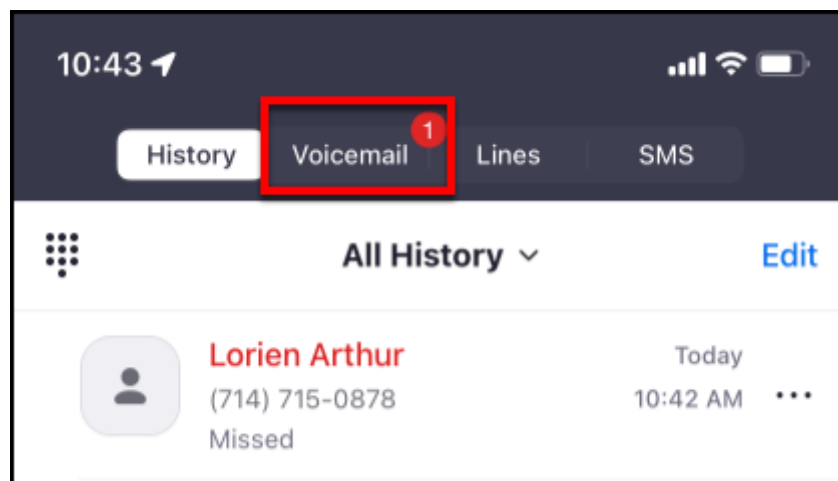 10:43
History Voicemail 1 Lines SMS
All History Edit
Lorien Arthur Today
(714) 715-0878 10:42 AM
Missed